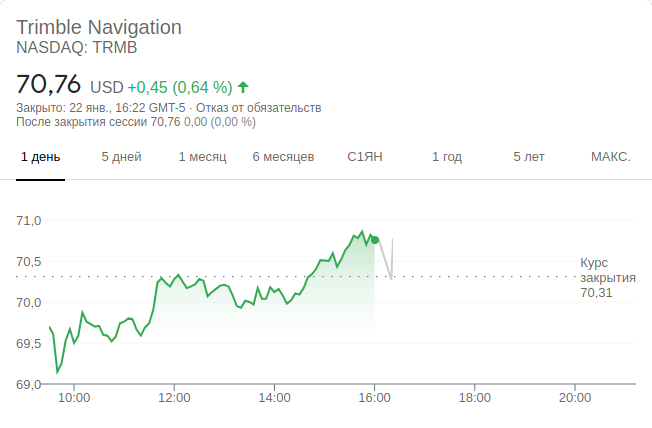 Trimble Navigation
NASDAQ: TRMB
70,76 USD +0,45 (0,64 %)
Закрыто: 22 янв., 16:22 GMT-5 · Отказ от обязательств
После закрытия сессии 70,76 0,00 (0,00 %)
1 день 5 дней 1 месяц 6 месяцев С1ЯН 1 год 5 лет МАКС.
71,0
70,5
Курс
закрытия
70,31
70,0
69,5
69,0
10:00 12:00 14:00 16:00 18:00 20:00